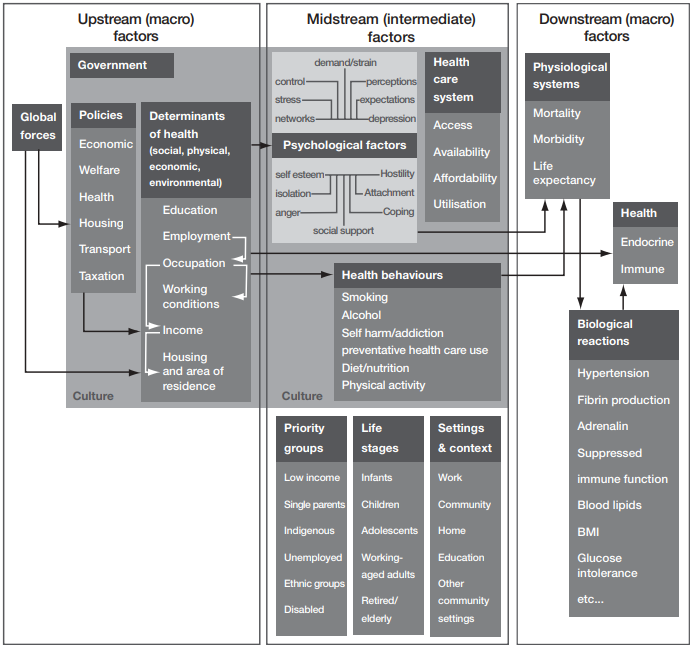 Upstream (macro)
factors
Government
Global
forces
Policies
Economic
Welfare
Health
Housing
Transport
Taxation
Determinants
of health
(social, physical,
economic,
environmental)
Education
Employment
Occupation
Working
conditions
Income
Housing
and area of
residence
Culture
Midstream (intermediate)
factors
demand/strain
control
perceptions
stress
expectations
networks
depression
Psychological factors
self esteem
Hostility
isolation
Attachment
anger
Coping
social support
Health
care
system
Access
Availability
Affordability
Utilisation
Health behaviours
Smoking
Alcohol
Self harm/addiction
preventative health care use
Diet/nutrition
Physical activity
Culture
Priority
groups
Low income
Single parents
Indigenous
Unemployed
Ethnic groups
Disabled
Life
stages
Infants
Children
Adolescents
Working-
aged adults
Retired/
elderly
Settings
& context
Work
Community
Home
Education
Other
community
settings
Downstream (macro)
factors
Physiological
systems
Mortality
Morbidity
Life
expectancy
Health
Endocrine
Immune
Biological
reactions
Hypertension
Fibrin production
Adrenalin
Suppressed
immune function
Blood lipids
BMI
Glucose
intolerance
etc...